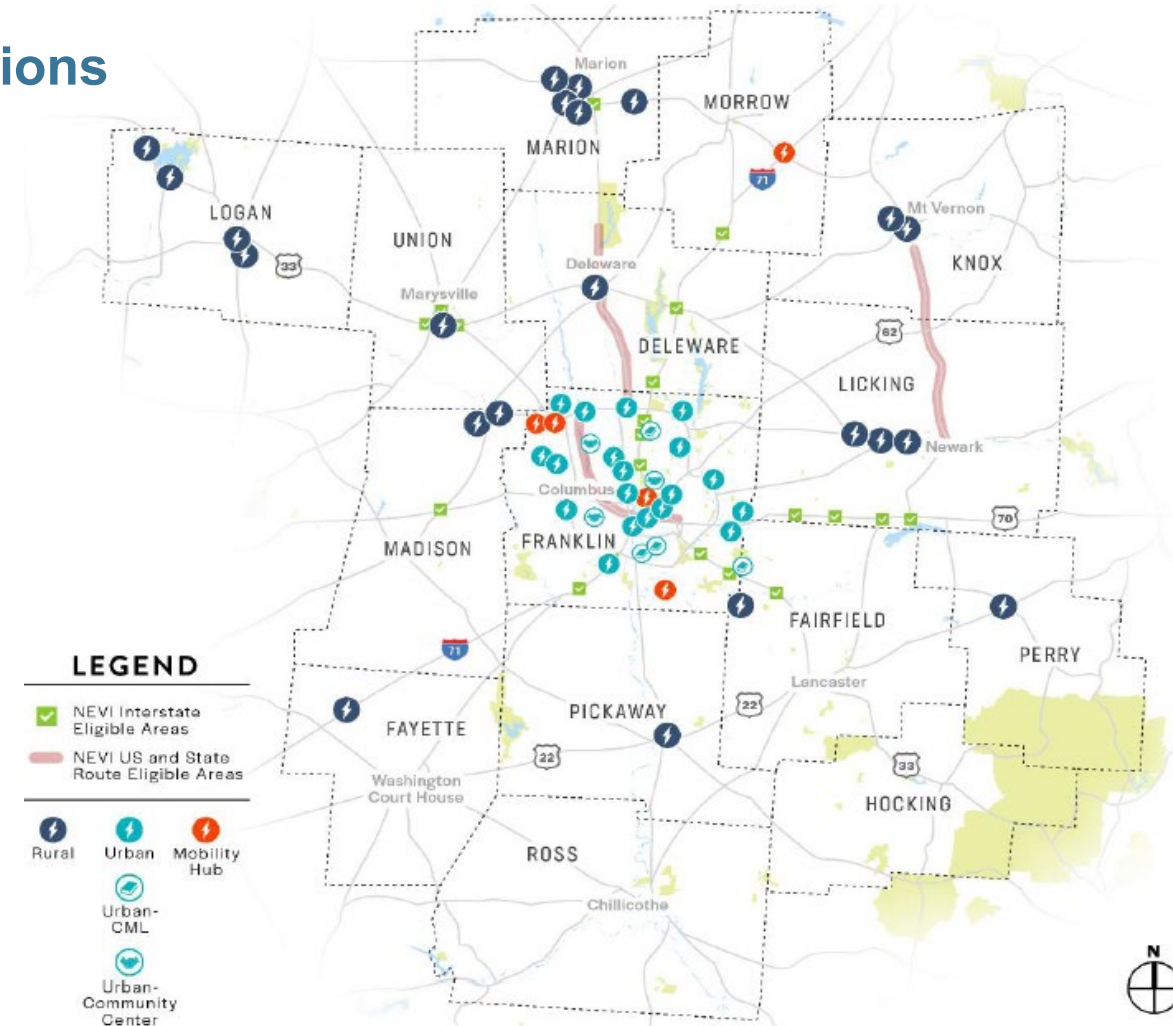 ions
Marion
MORROW
MARION
71
LOGAN
Mt Vernon
UNION
KNOX
33
Deloware
Marysville
62
DELEWARE
LICKING
Newark
Columbus
70
FRANKLIN
MADISON
FAIRFIELD
PERRY
71
Lancaster
PICKAWAY
22
FAYETTE
22
33
Washington
Court House
HOCKING
ROSS
Chillicothe
LEGEND
NEVI Interstate
Eligible Areas
NEVI US and State
Route Eligible Areas
Rural
Urban
Mobility
Hub
Urban-
CML
Urban-
Community
Center
N